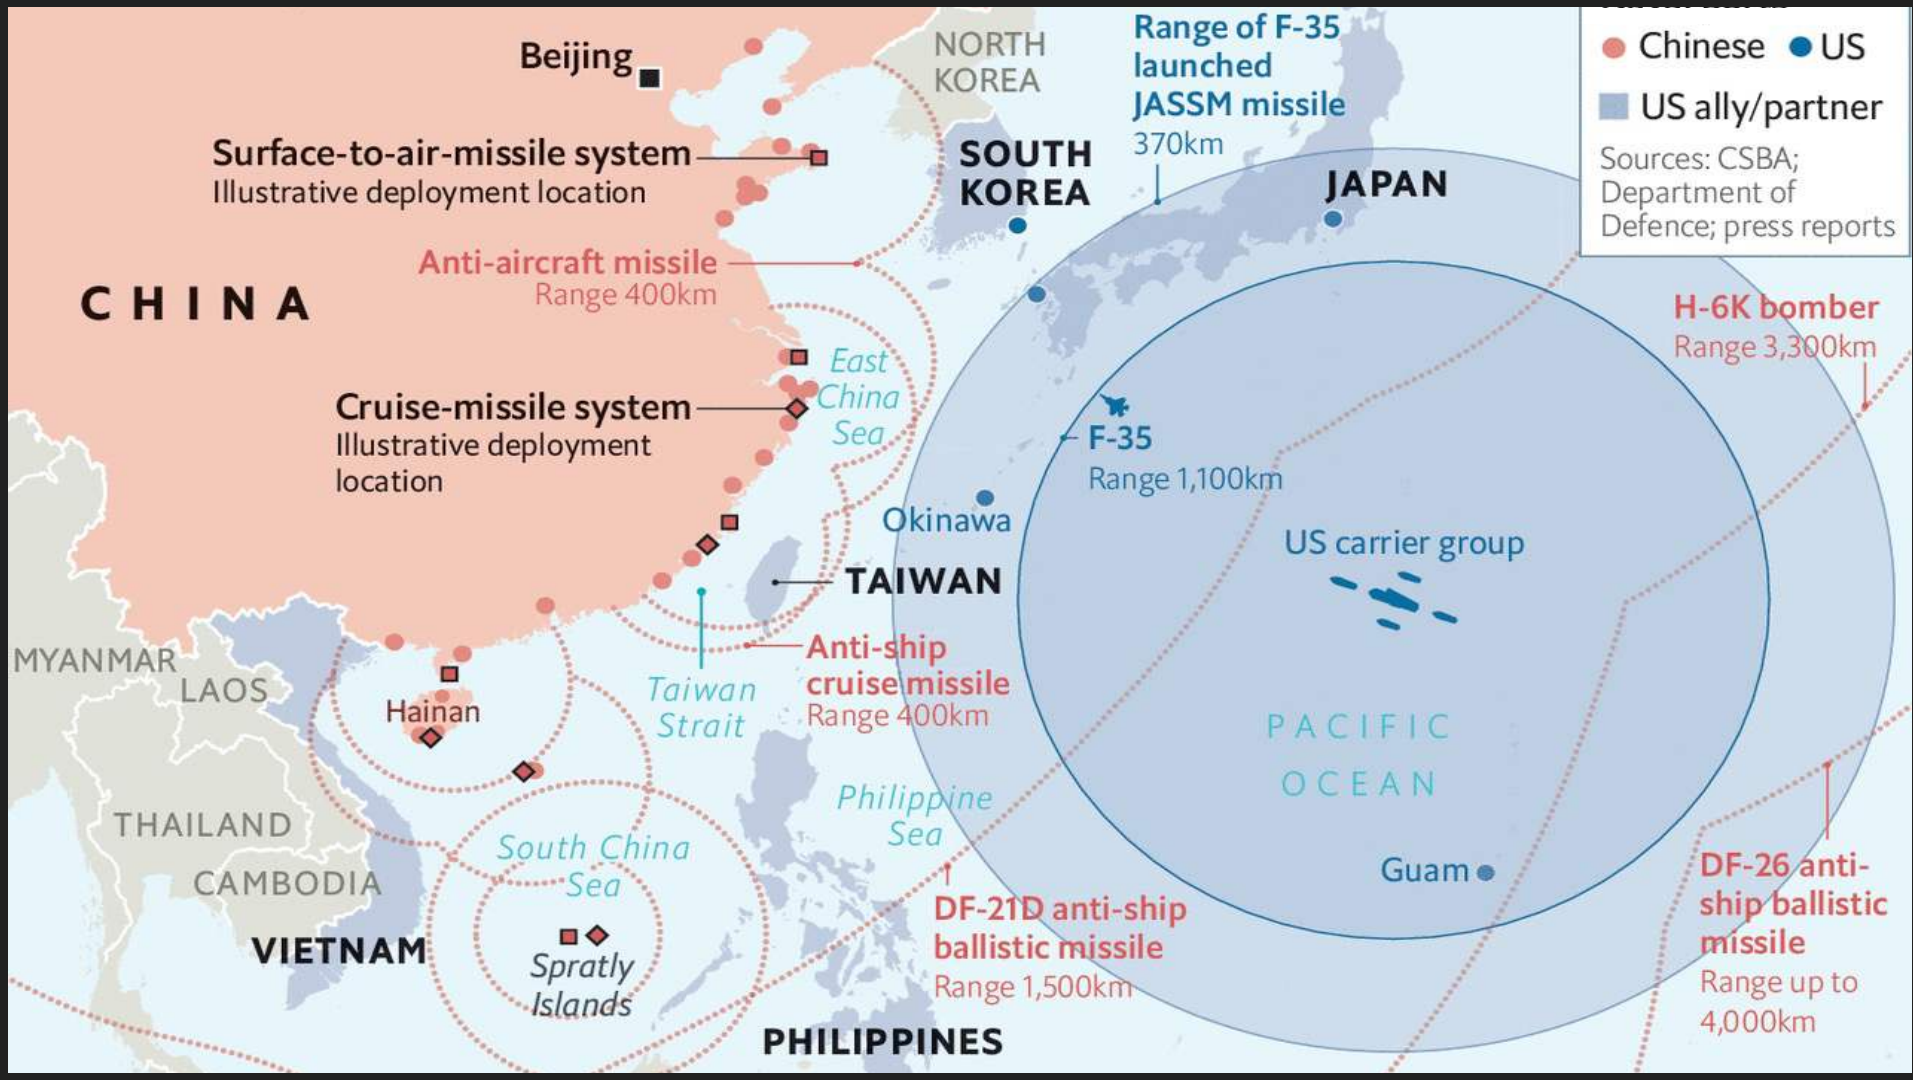 Beijing
NORTH
KOREA
Range of F-35
launched
JASSM missile
370km
Chinese
US
US ally/partner
Sources: CSBA;
Department of
Defence; press reports
Surface-to-air-missile system
Illustrative deployment location
SOUTH
KOREA
JAPAN
Anti-aircraft missile
Range 400km
CHINA
H-6K bomber
Range 3,300km
East
China
Sea
Cruise-missile system
Illustrative deployment
location
F-35
Range 1,100km
Okinawa
US carrier group
TAIWAN
MYANMAR
LAOS
Hainan
Taiwan
Strait
Anti-ship
cruise missile
Range 400km
PACIFIC
OCEAN
Philippine
Sea
THAILAND
CAMBODIA
South China
Sea
Guam
VIETNAM
Spratly
Islands
DF-21D anti-ship
ballistic missile
Range 1,500km
DF-26 anti-
ship ballistic
missile
Range up to
4,000km
PHILIPPINES